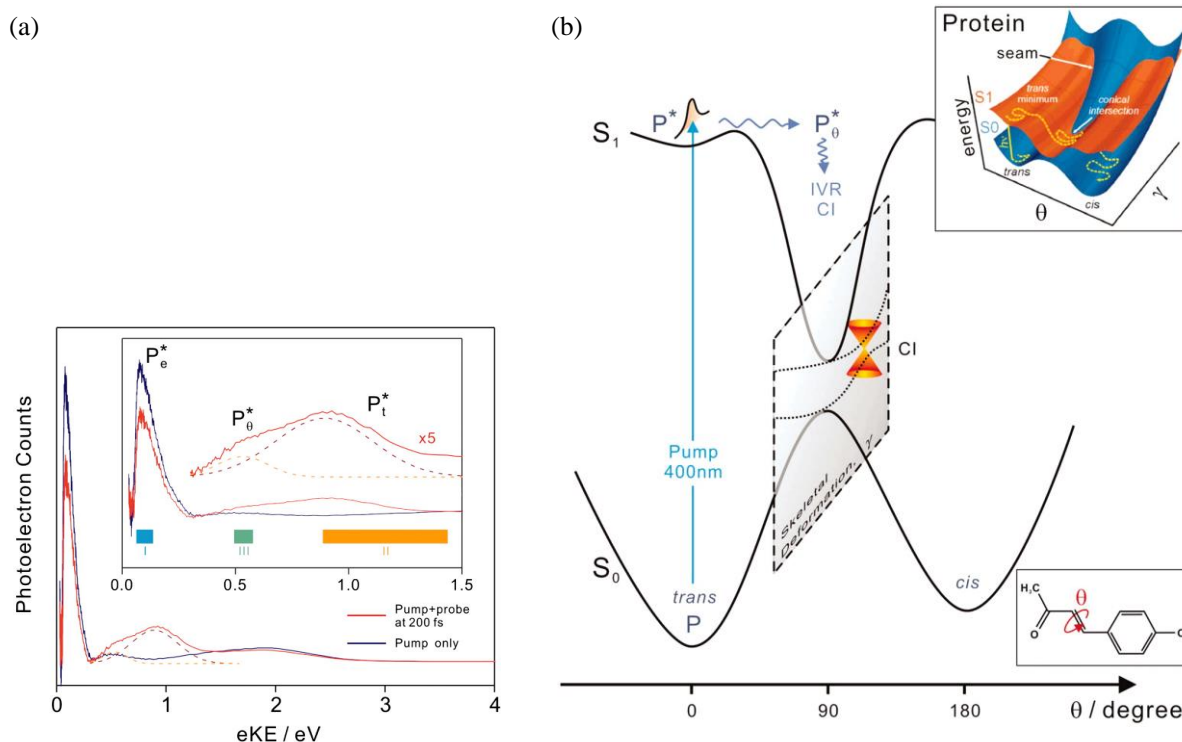 (a)
(b)
Photoelectron Counts
P*e
P*θ
P*t
x5
I
III
II
0.0
0.5
1.0
1.5
Pump+probe
at 200 fs
Pump only
0
1
2
3
4
eKE / eV
S1
P*
P*θ
IVR
CI
Pump
400nm
CI
Skeletal
Deformation, γ
S0
trans
P
cis
0
90
180
θ / degree
Protein
seam
S1
S0
trans
minimum
conical
intersection
energy
hν
trans
cis
θ
γ
H3C
O
θ
O